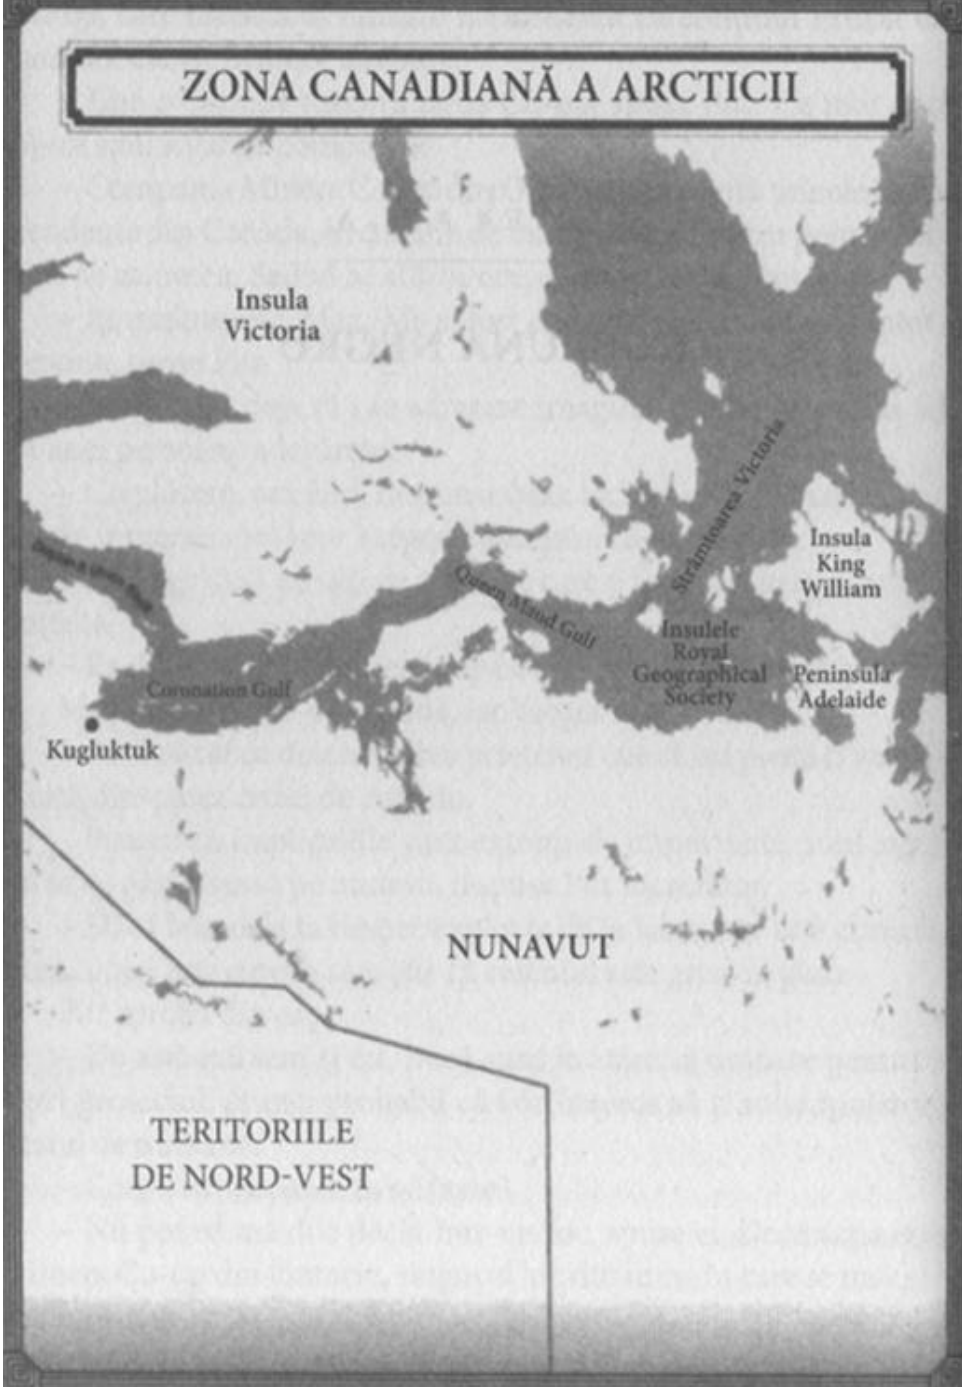 ZONA CANADIANĂ A ARCTICII
Insula
Victoria
Strâmtoarea Victoria
Insula
King
William
Queen Maud Gulf
Insulele
Royal
Geographical
Society
Peninsula
Adelaide
Coronation Gulf
Kugluktuk
NUNAVUT
TERITORIILE
DE NORD-VEST